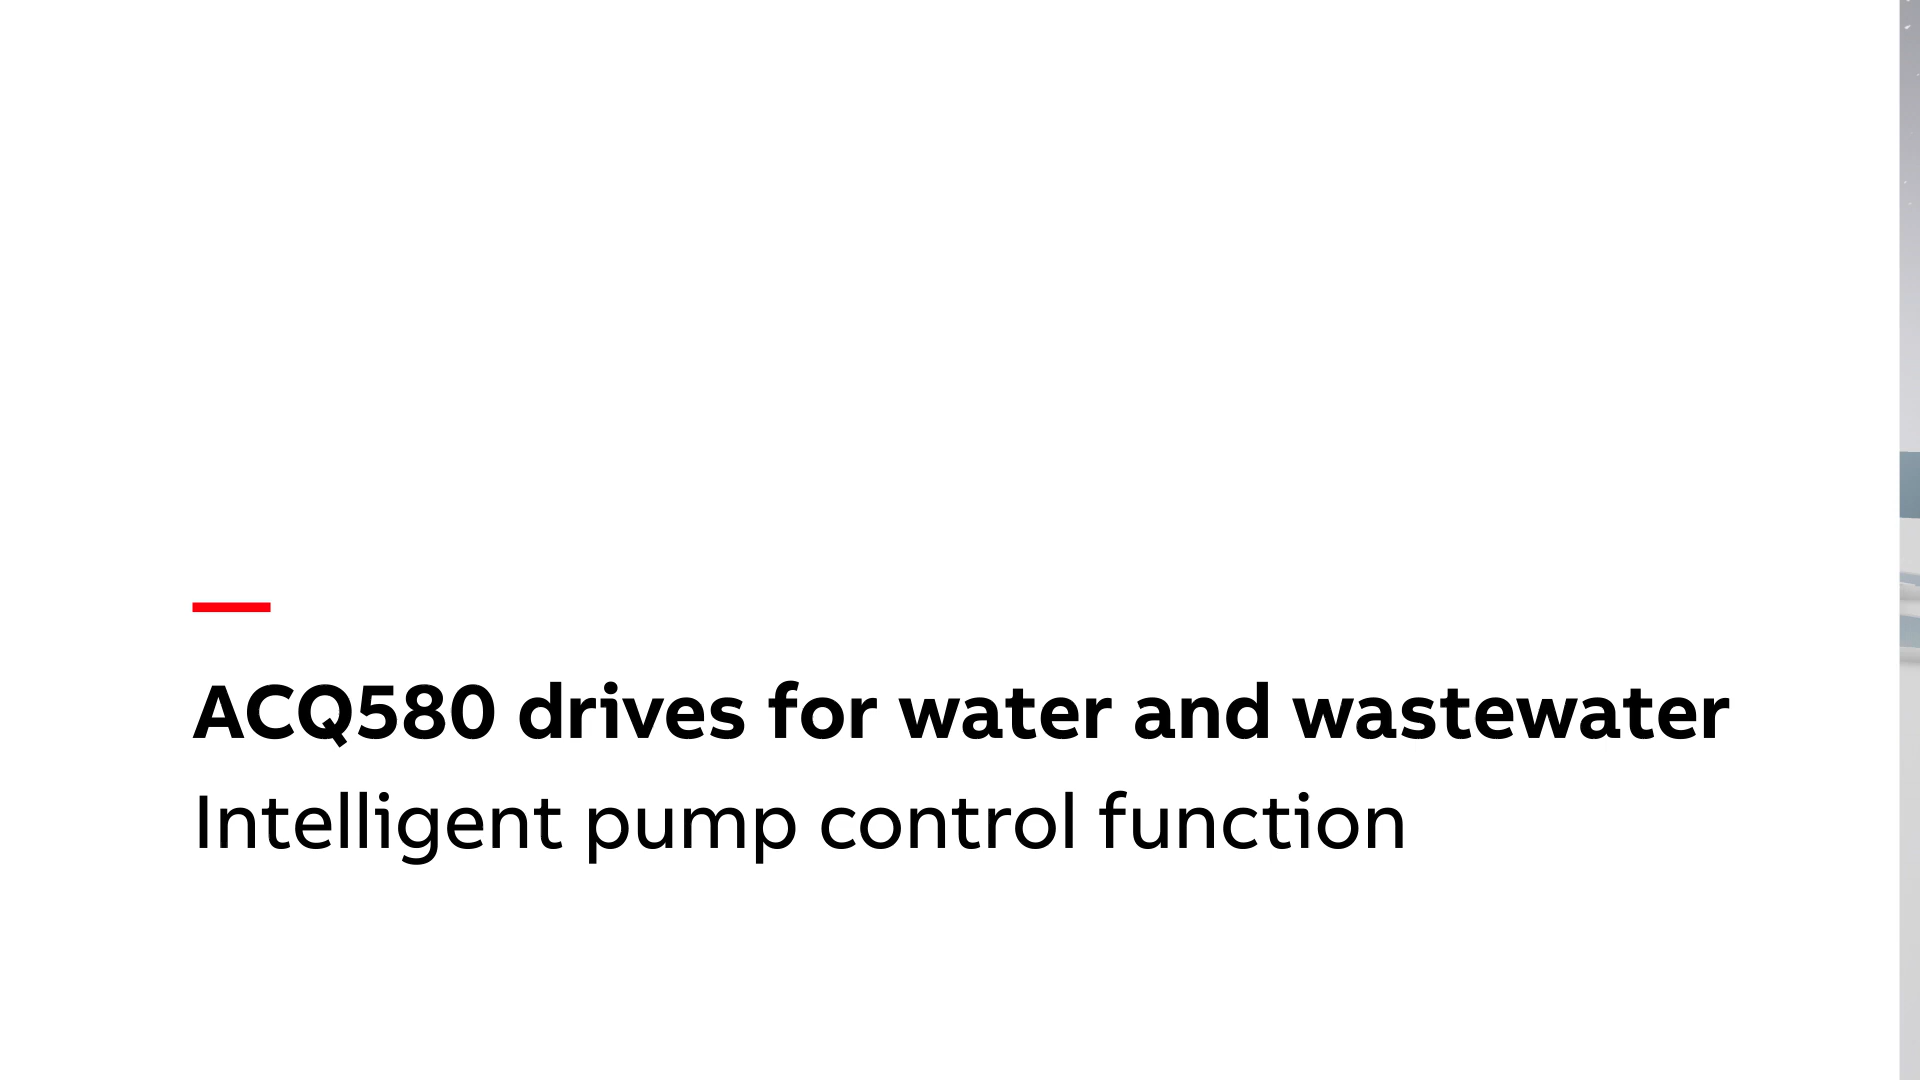 ACQ580 drives for water and wastewater
Intelligent pump control function